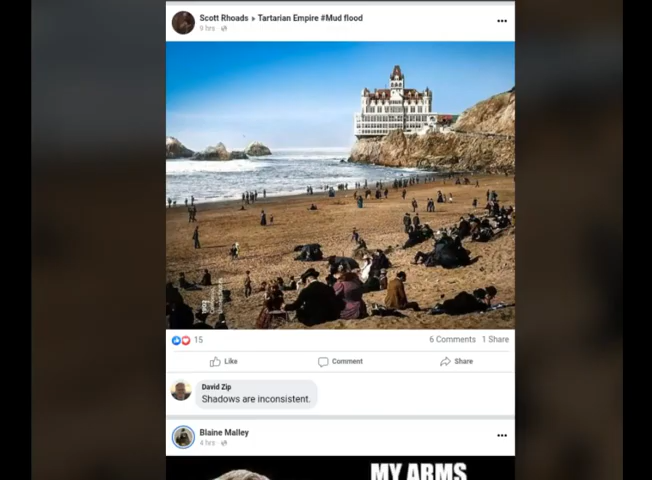 Scott Rhoads ▸ Tartarian Empire #Mud flood
9 hrs ·
15
6 Comments 1 Share
Like
Comment
Share
David Zip
Shadows are inconsistent.
Blaine Malley
4 hrs ·
MY ARMS